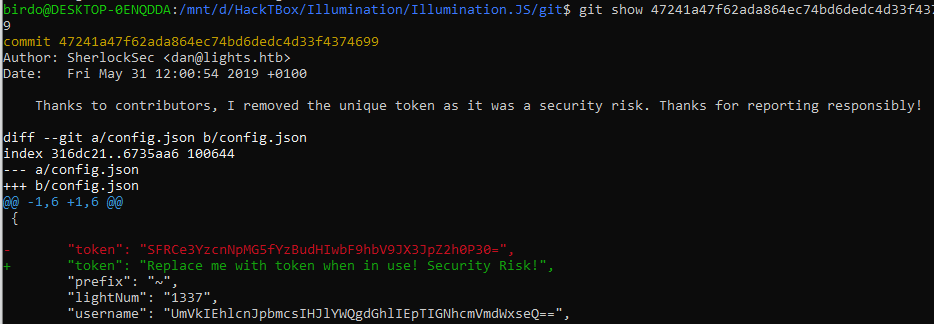 birdo@DESKTOP-0ENQDDA:/mnt/d/HackTBox/Illumination/Illumination.JS/git$ git show 47241a47f62ada864ec74bd6dedc4d33f437469
9
commit 47241a47f62ada864ec74bd6dedc4d33f4374699
Author: SherlockSec <dan@lights.htb>
Date:   Fri May 31 12:00:54 2019 +0100

    Thanks to contributors, I removed the unique token as it was a security risk. Thanks for reporting responsibly!

diff --git a/config.json b/config.json
index 316dc21..6735aa6 100644
--- a/config.json
+++ b/config.json
@@ -1,6 +1,6 @@
 {

-       "token": "SFRCe3YzcnNpMG5fYzBudHIwbF9hbV9JX3JpZ2h0P30=",
+       "token": "Replace me with token when in use! Security Risk!",
        "prefix": "~",
        "lightNum": "1337",
        "username": "UmVkIEhlcnJpbmcsIHJlYWQgdGhlIEpTIGNhcmVmdWxseQ==",